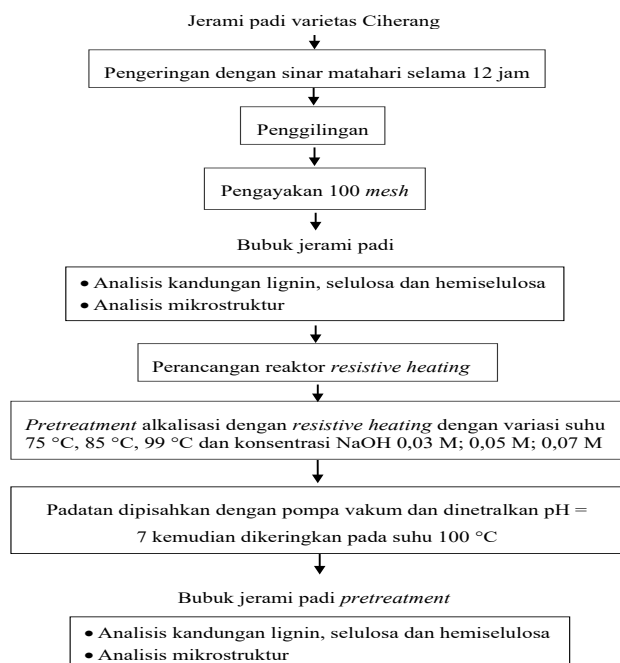 Jerami padi varietas Ciherang
Pengeringan dengan sinar matahari selama 12 jam
Penggilingan
Pengayakan 100 mesh
Bubuk jerami padi
• Analisis kandungan lignin, selulosa dan hemiselulosa
• Analisis mikrostruktur
Perancangan reaktor resistive heating
Pretreatment alkalisasi dengan resistive heating dengan variasi suhu
75 °C, 85 °C, 99 °C dan konsentrasi NaOH 0,03 M; 0,05 M; 0,07 M
Padatan dipisahkan dengan pompa vakum dan dinetralkan pH =
7 kemudian dikeringkan pada suhu 100 °C
Bubuk jerami padi pretreatment
• Analisis kandungan lignin, selulosa dan hemiselulosa
• Analisis mikrostruktur